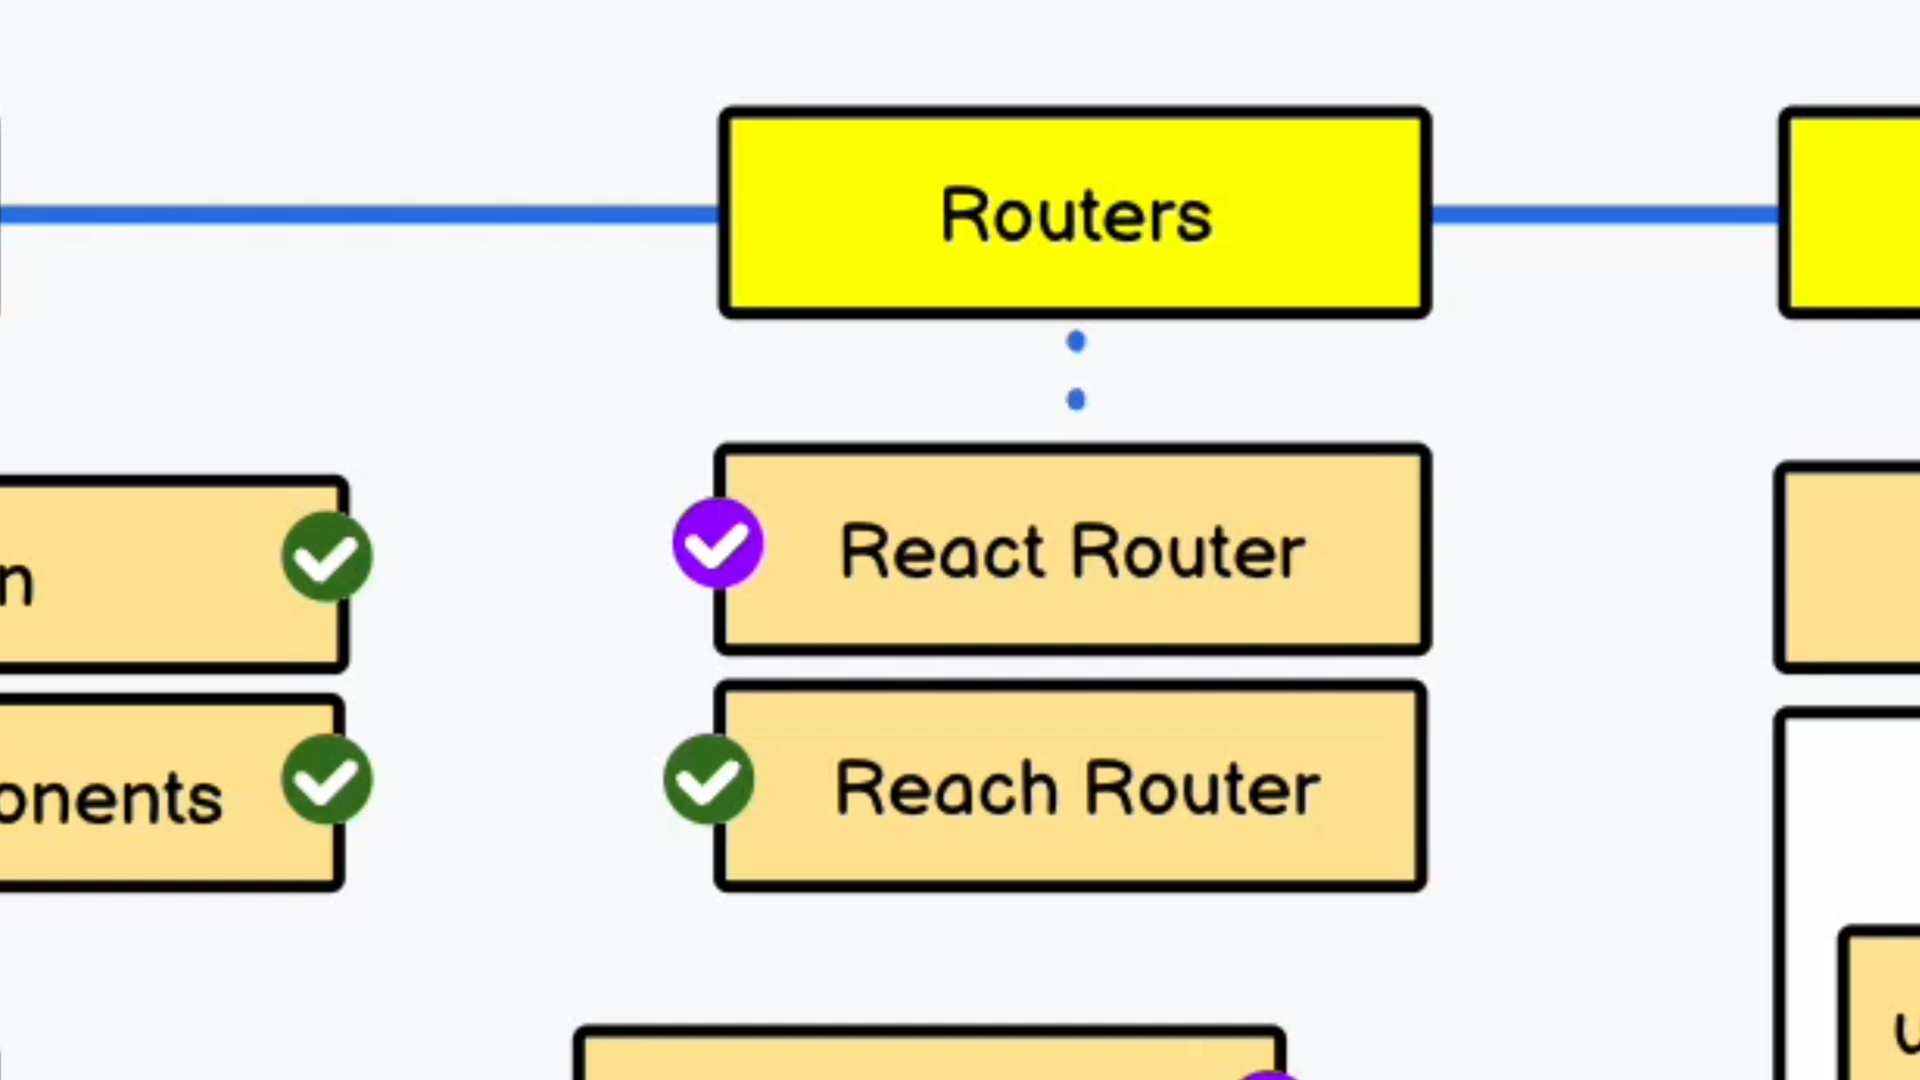 Routers
React Router
Reach Router
n
onents
u